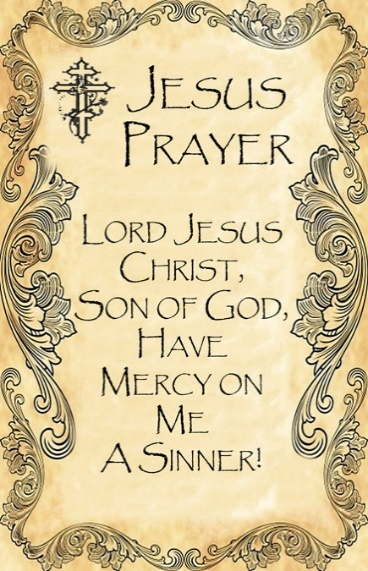 JESUS
PRAYER
LORD JESUS
CHRIST,
SON OF GOD,
HAVE
MERCY ON
ME
A SINNER!